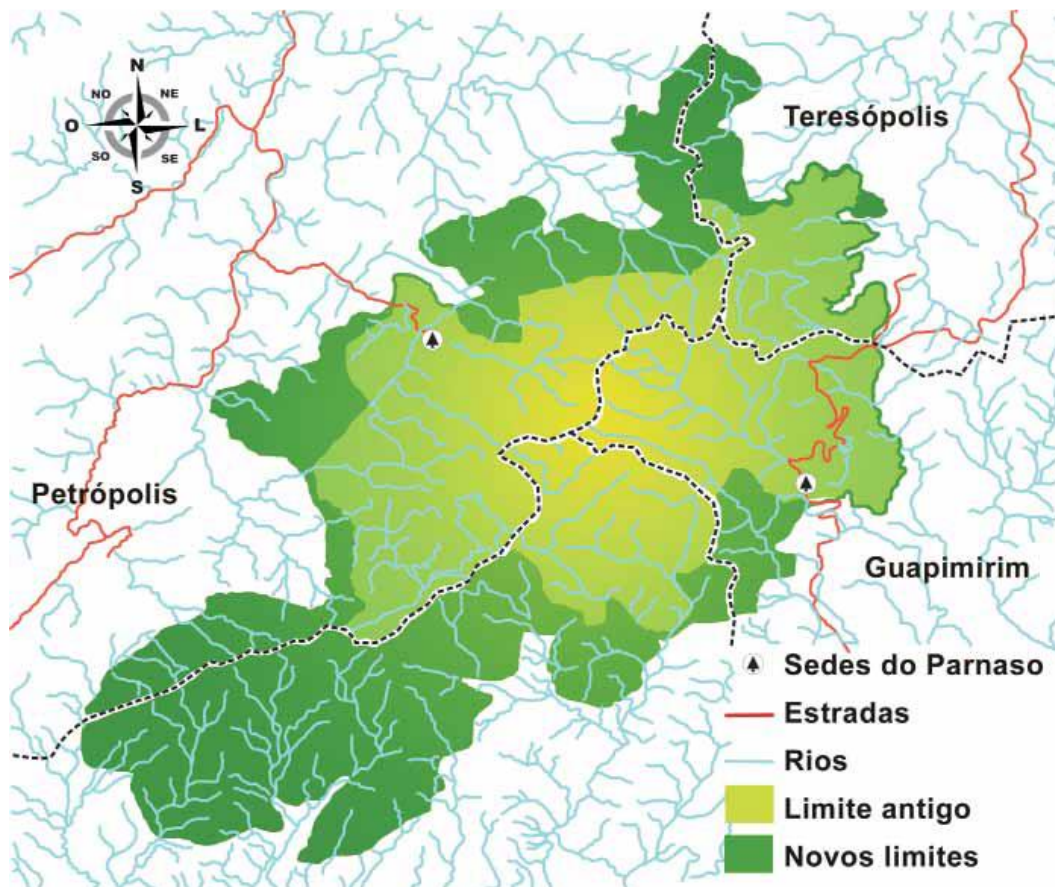 N
NO NE
O L
SO SE
S
Teresópolis
Petrópolis
Guapimirim
Sedes do Parnaso
Estradas
Rios
Limite antigo
Novos limites